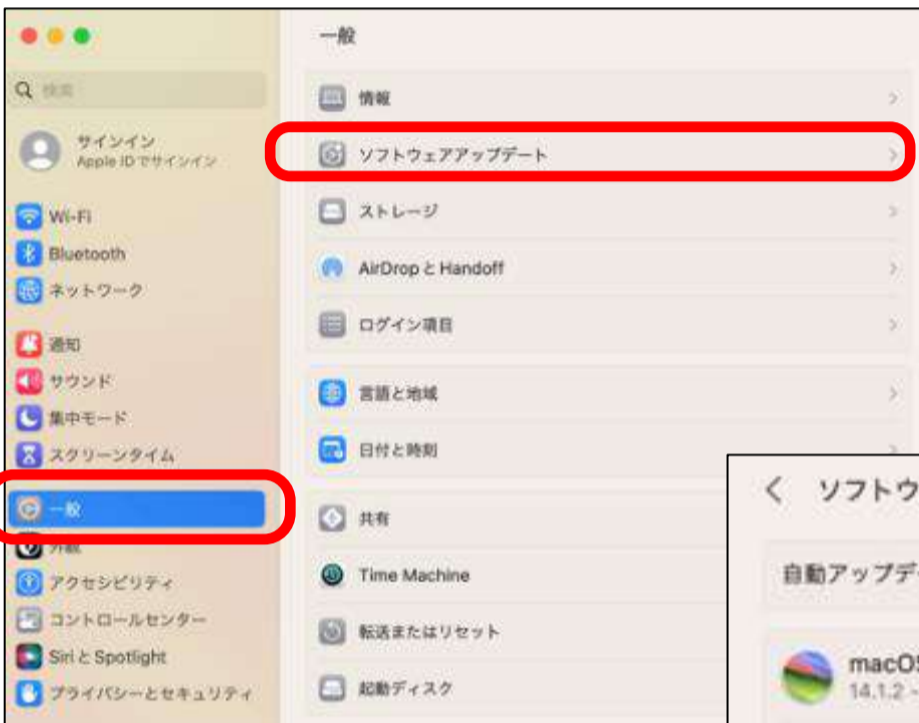 一般
検索
サインイン
Apple ID でサインイン
Wi-Fi
Bluetooth
ネットワーク
通知
サウンド
集中モード
スクリーンタイム
一般
外観
アクセシビリティ
コントロールセンター
Siri と Spotlight
プライバシーとセキュリティ
情報
ソフトウェアアップデート
ストレージ
AirDrop と Handoff
ログイン項目
言語と地域
日付と時刻
共有
Time Machine
転送またはリセット
起動ディスク
ソフトウ
自動アップデ
macOS
14.1.2 -